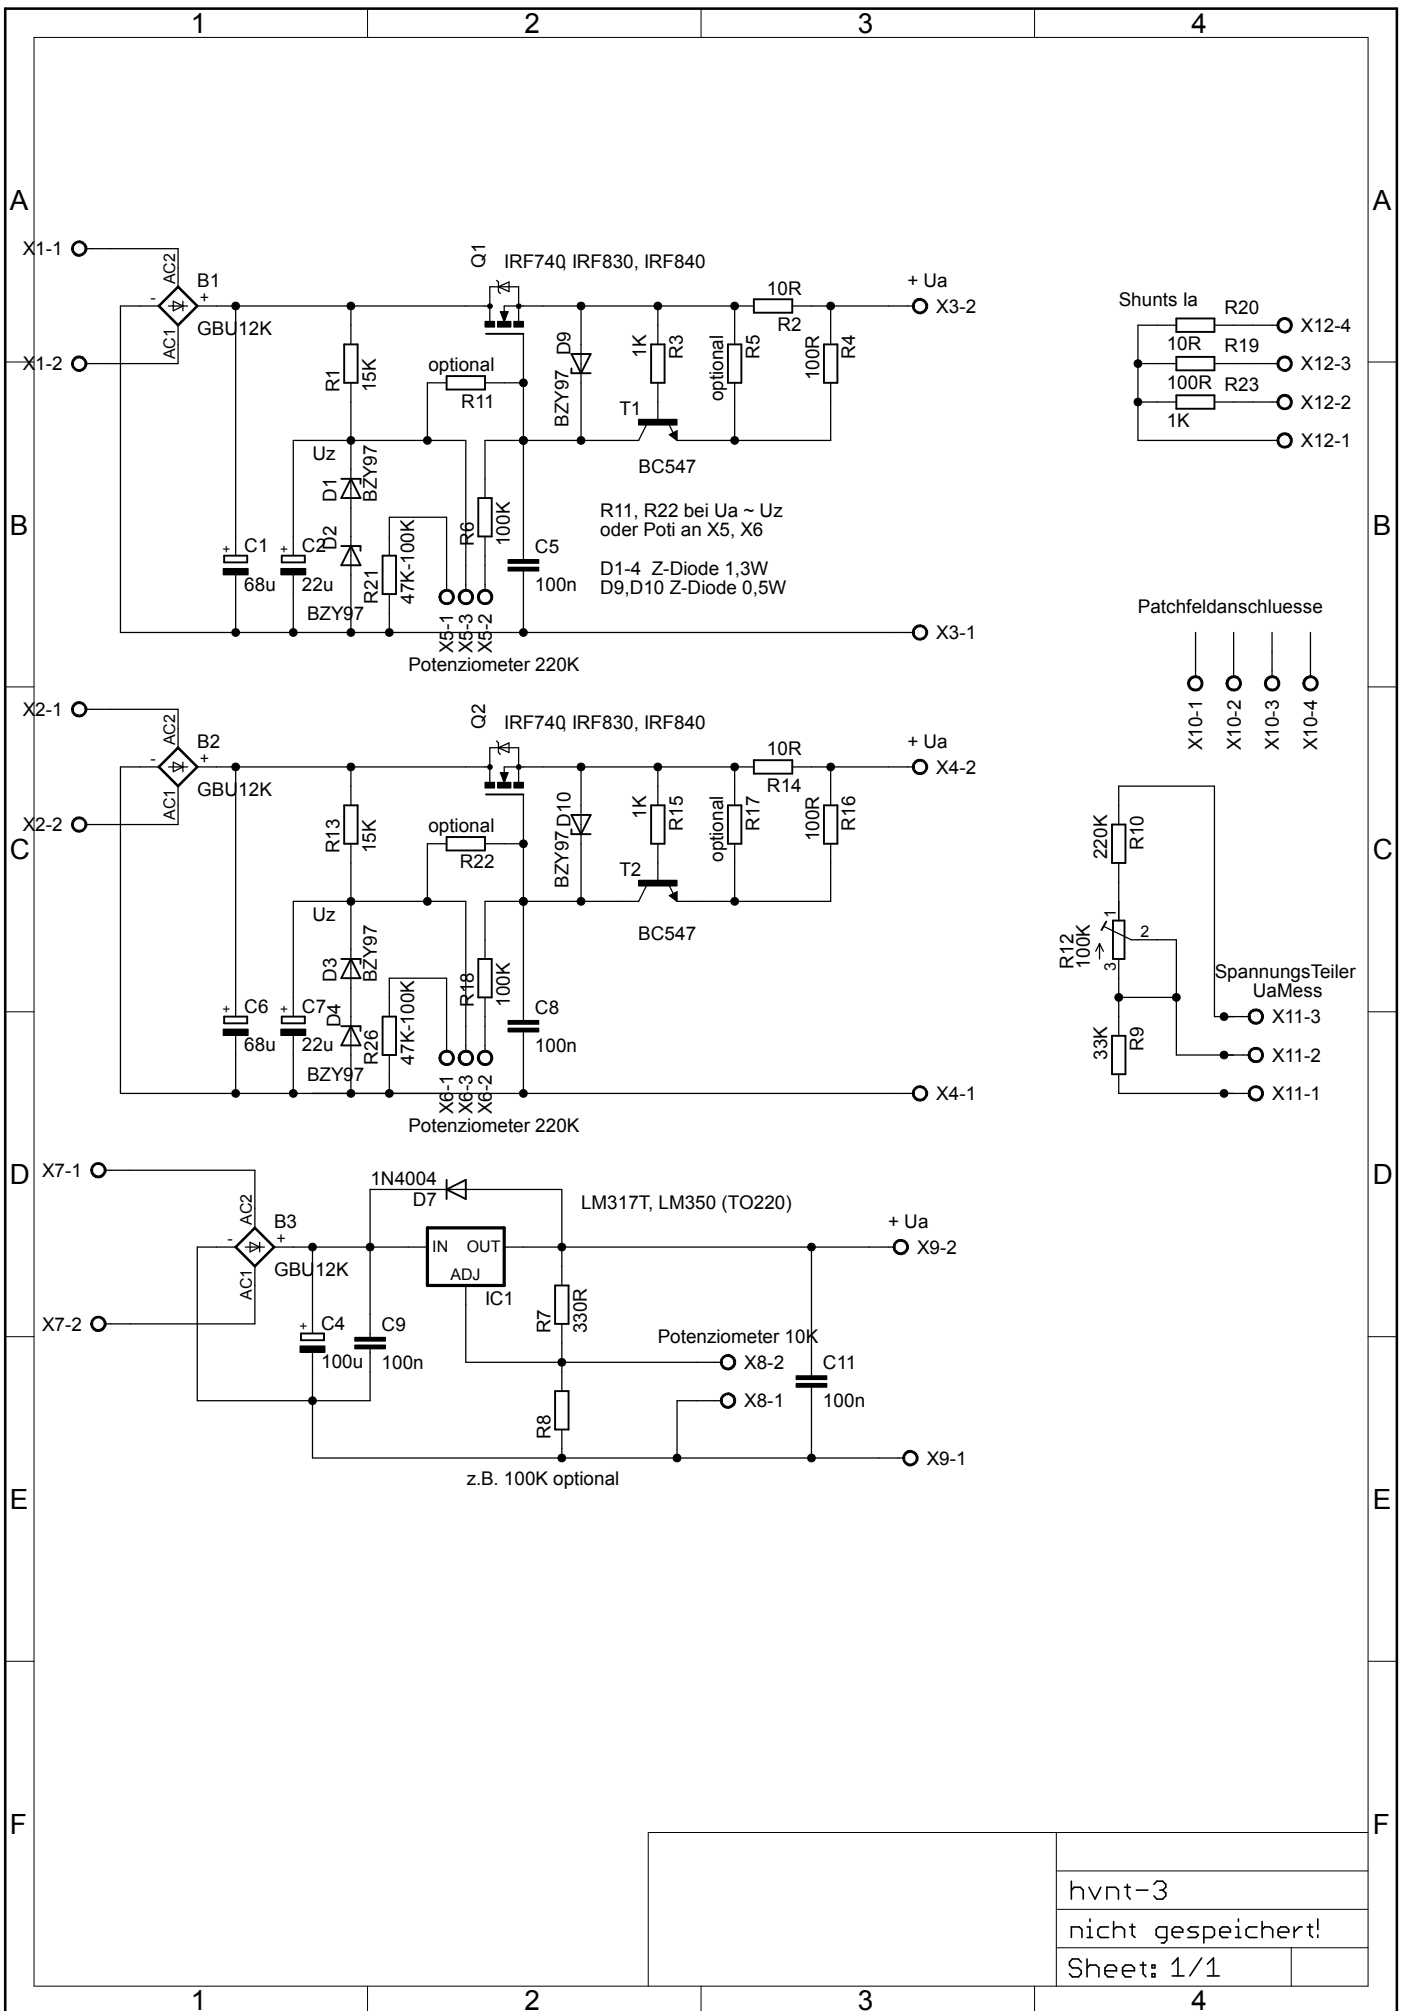 1 2 3 4
A A
B B
C C
D D
E E
F F
X1-1
AC2
B1
- +
GBU12K
AC1
X1-2
Q1
IRF740, IRF830, IRF840
+ Ua
X3-2
10R
R2
R1
15K
optional
R11
D9
BZY97
1K
R3
optional
R5
100R
R4
T1
BC547
Uz
D1
BZY97
D2
BZY97
+ C1
68u
+ C2
22u
R21
47K-100K
R6
100K
C5
100n
X5-1
X5-3
X5-2
Potenziometer 220K
X3-1
R11, R22 bei Ua ~ Uz
oder Poti an X5, X6
D1-4 Z-Diode 1,3W
D9,D10 Z-Diode 0,5W
Shunts Ia
R20
X12-4
10R
R19
X12-3
100R
R23
X12-2
1K
X12-1
Patchfeldanschluesse
X10-1
X10-2
X10-3
X10-4
X2-1
AC2
B2
- +
GBU12K
AC1
X2-2
Q2
IRF740, IRF830, IRF840
+ Ua
X4-2
10R
R14
R13
15K
optional
R22
D10
BZY97
1K
R15
optional
R17
100R
R16
T2
BC547
Uz
D3
BZY97
D4
BZY97
+ C6
68u
+ C7
22u
R26
47K-100K
R18
100K
C8
100n
X6-1
X6-3
X6-2
Potenziometer 220K
X4-1
220K
R10
R12
100K
1
2
3
SpannungsTeiler
UaMess
X11-3
33K
R9
X11-2
X11-1
X7-1
AC2
B3
- +
GBU12K
AC1
X7-2
1N4004
D7
LM317T, LM350 (TO220)
IN OUT
ADJ
IC1
+ Ua
X9-2
R7
330R
+ C4
100u
C9
100n
Potenziometer 10K
X8-2
X8-1
C11
100n
R8
X9-1
z.B. 100K optional
hvnt-3
nicht gespeichert!
Sheet: 1/1
1 2 3 4